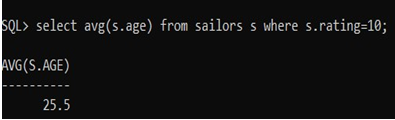 SQL> select avg(s.age) from sailors s where s.rating=10;
AVG(S.AGE)
----------
25.5